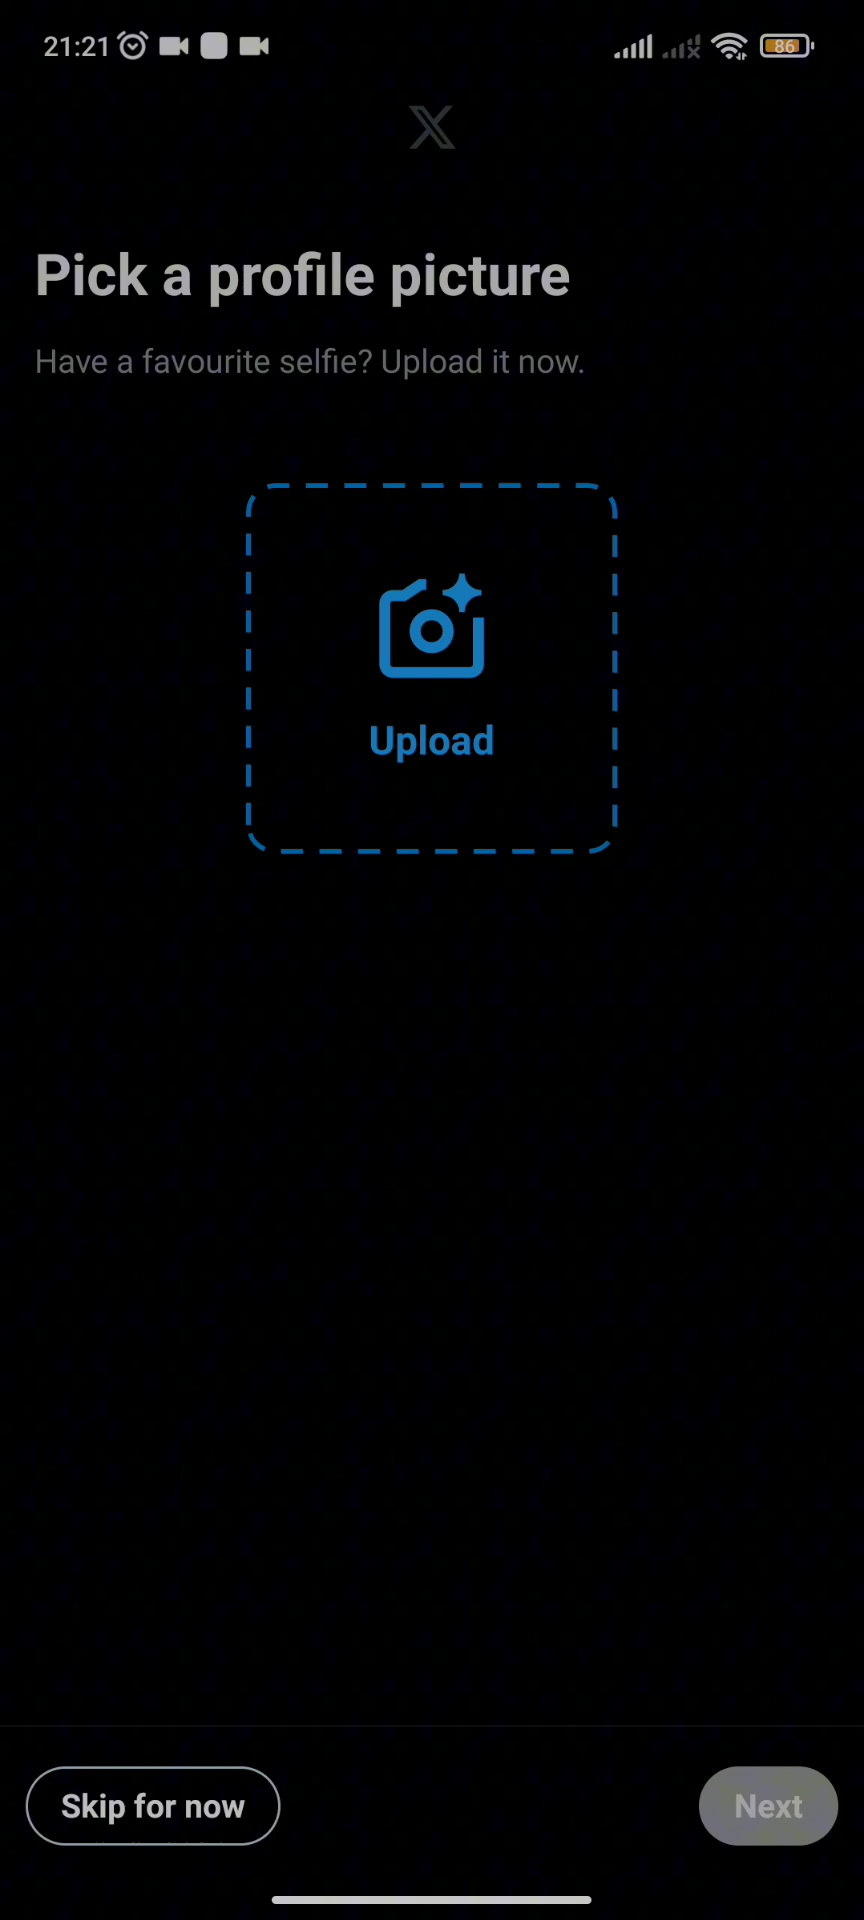 21:21
86
X
Pick a profile picture
Have a favourite selfie? Upload it now.
Upload
Skip for now
Next